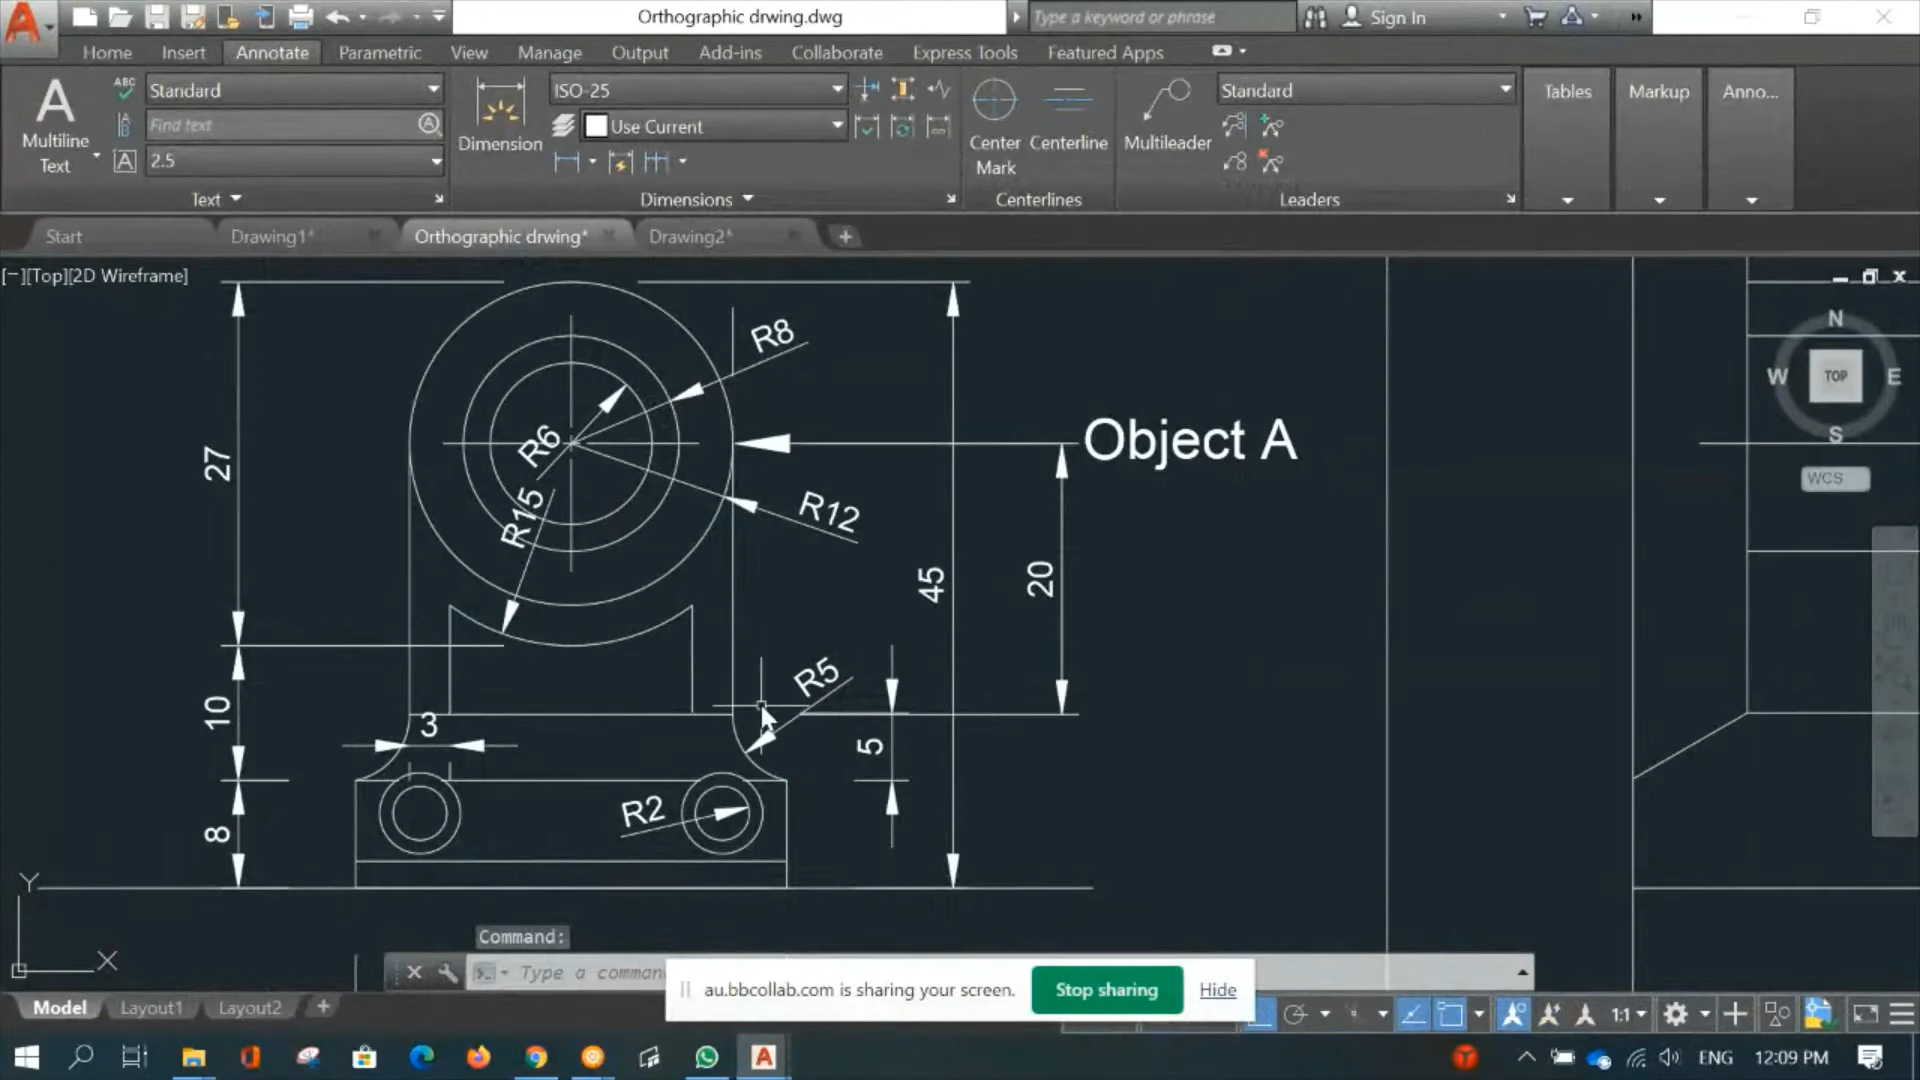 Orthographic drwing.dwg
Type a keyword or phrase
Sign In
Home Insert Annotate Parametric View Manage Output Add-ins Collaborate Express Tools Featured Apps
A
Multiline
Text
ABC
Standard
Find text
2.5
Text
Dimension
ISO-25
Use Current
Dimensions
Center
Mark
Centerline
Centerlines
Multileader
Standard
Leaders
Tables
Markup
Anno...
Start Drawing1* Orthographic drwing* Drawing2*
[−][Top][2D Wireframe]
N
W TOP E
S
WCS
R8
R6
Object A
27
R15
R12
45
20
R5
10
3
5
R2
8
Y
X
Command:
Type a comman
au.bbcollab.com is sharing your screen. Stop sharing Hide
Model Layout1 Layout2
1:1
ENG 12:09 PM